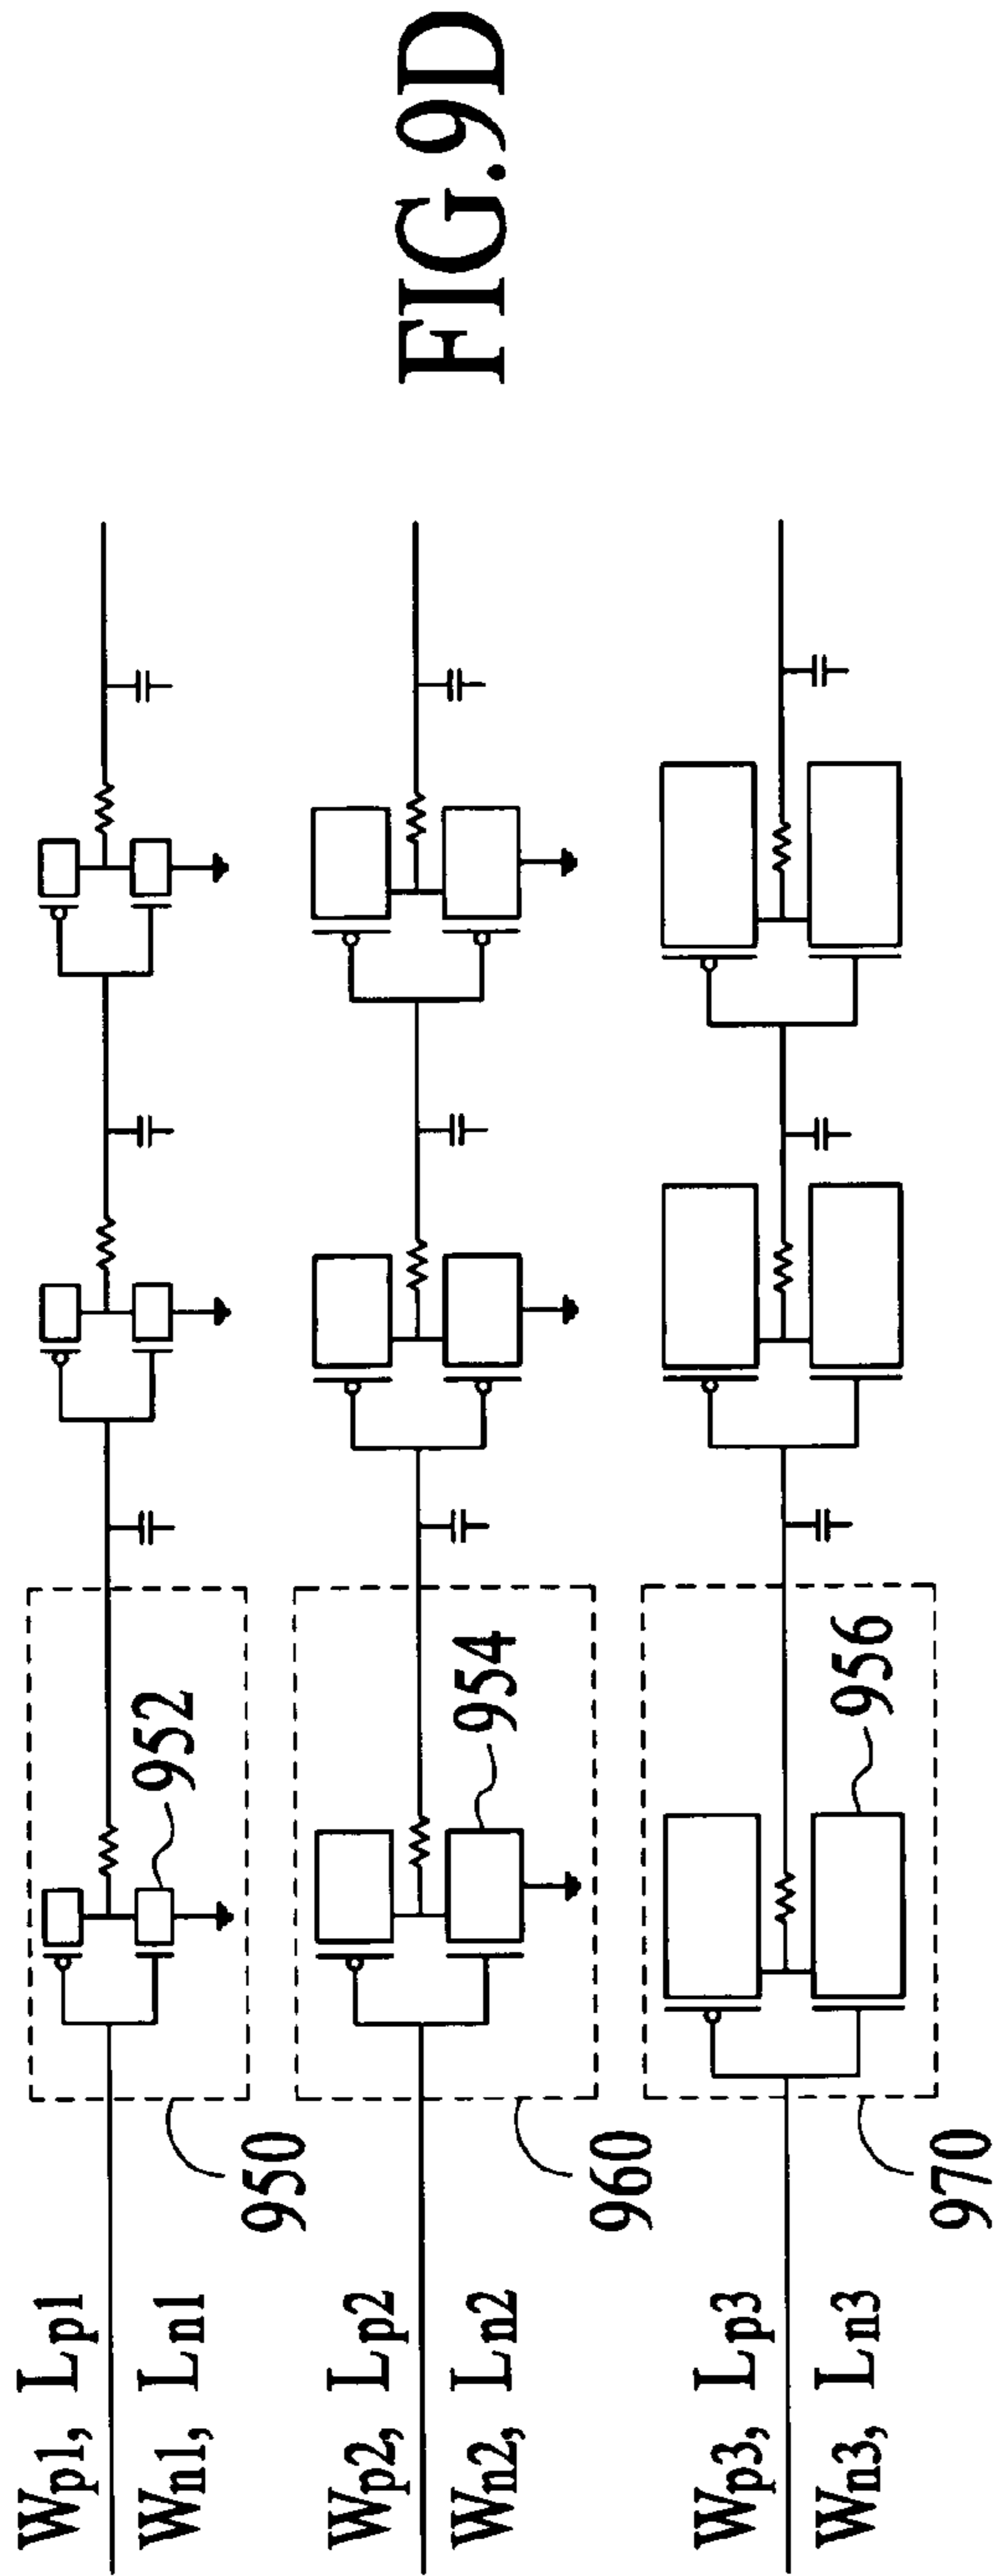 FIG.9D
Wp1, Lp1
Wn1, Ln1
950
952
Wp2, Lp2
Wn2, Ln2
960
954
Wp3, Lp3
Wn3, Ln3
970
956